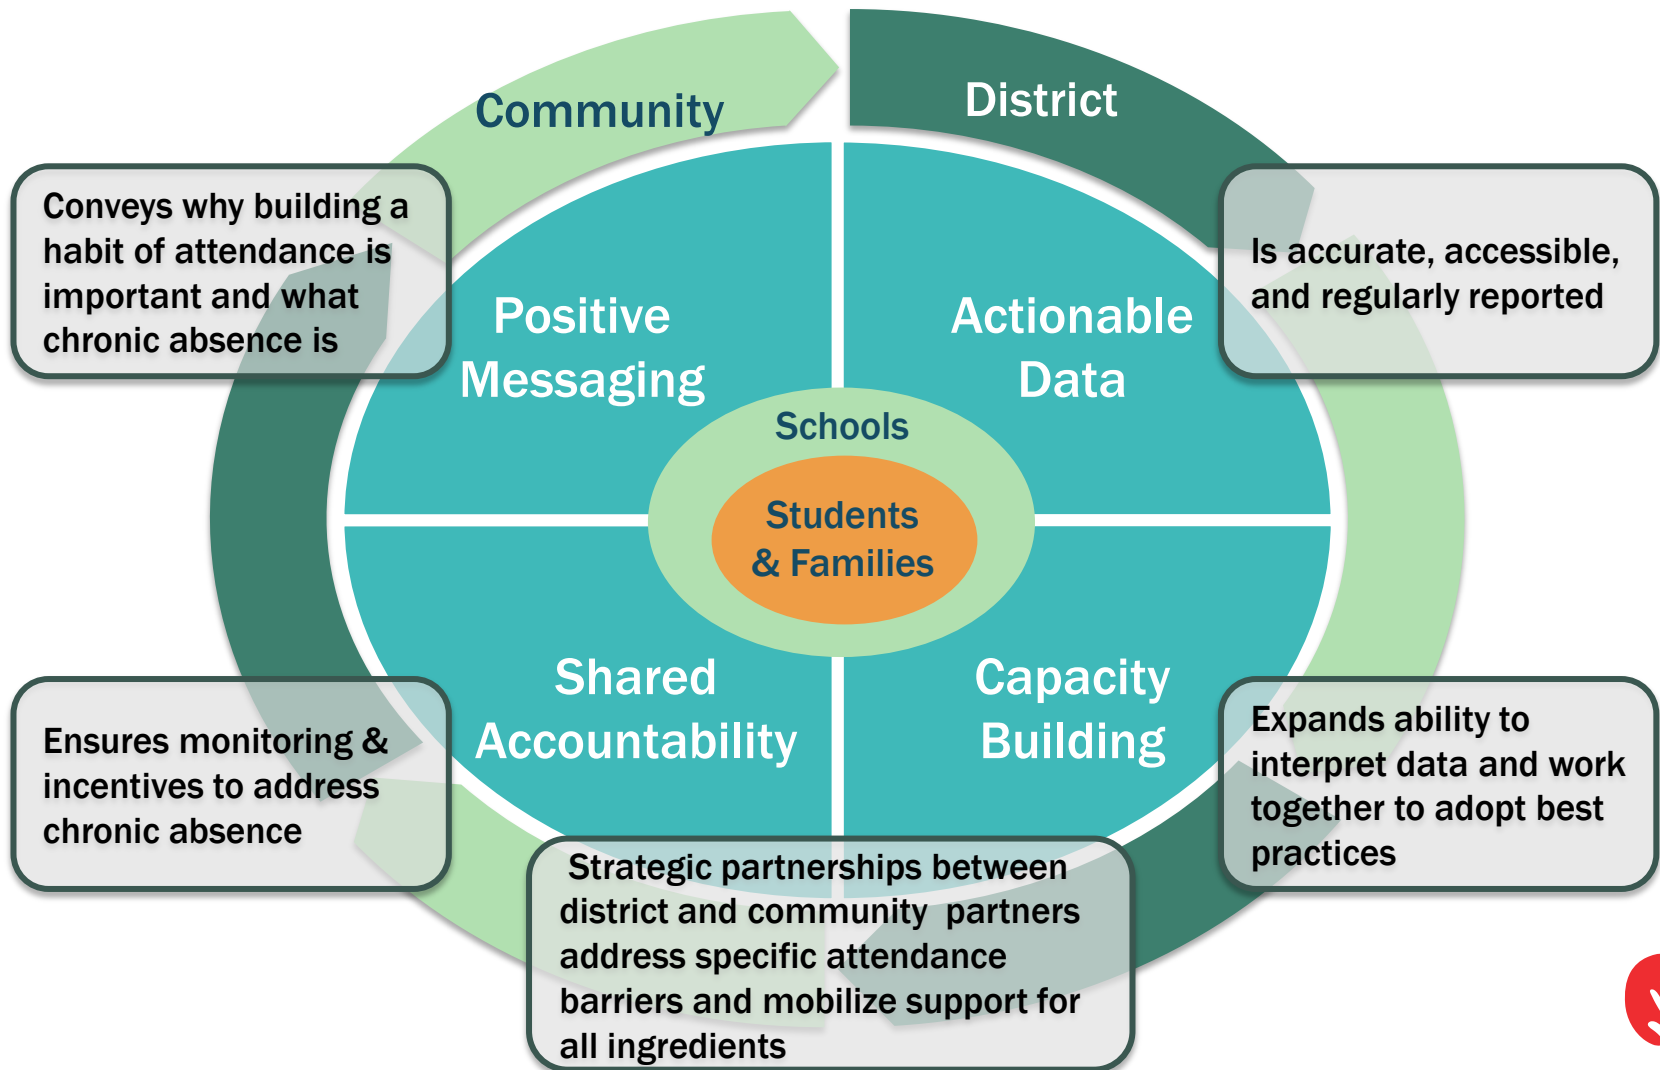 Community
District
Conveys why building a
habit of attendance is
important and what
chronic absence is
Is accurate, accessible,
and regularly reported
Positive
Messaging
Actionable
Data
Schools
Students
& Families
Shared
Accountability
Capacity
Building
Ensures monitoring &
incentives to address
chronic absence
Expands ability to
interpret data and work
together to adopt best
practices
Strategic partnerships between
district and community partners
address specific attendance
barriers and mobilize support for
all ingredients